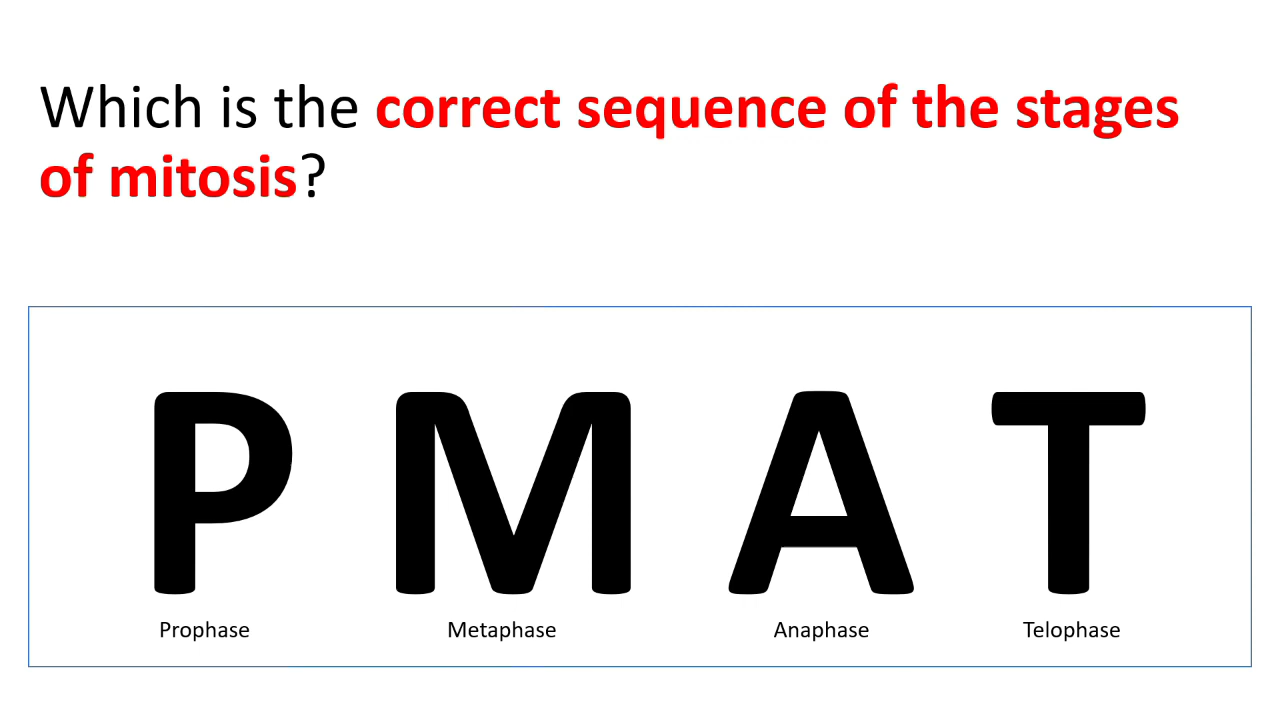 Which is the correct sequence of the stages
of mitosis?
P M A T
Prophase Metaphase Anaphase Telophase